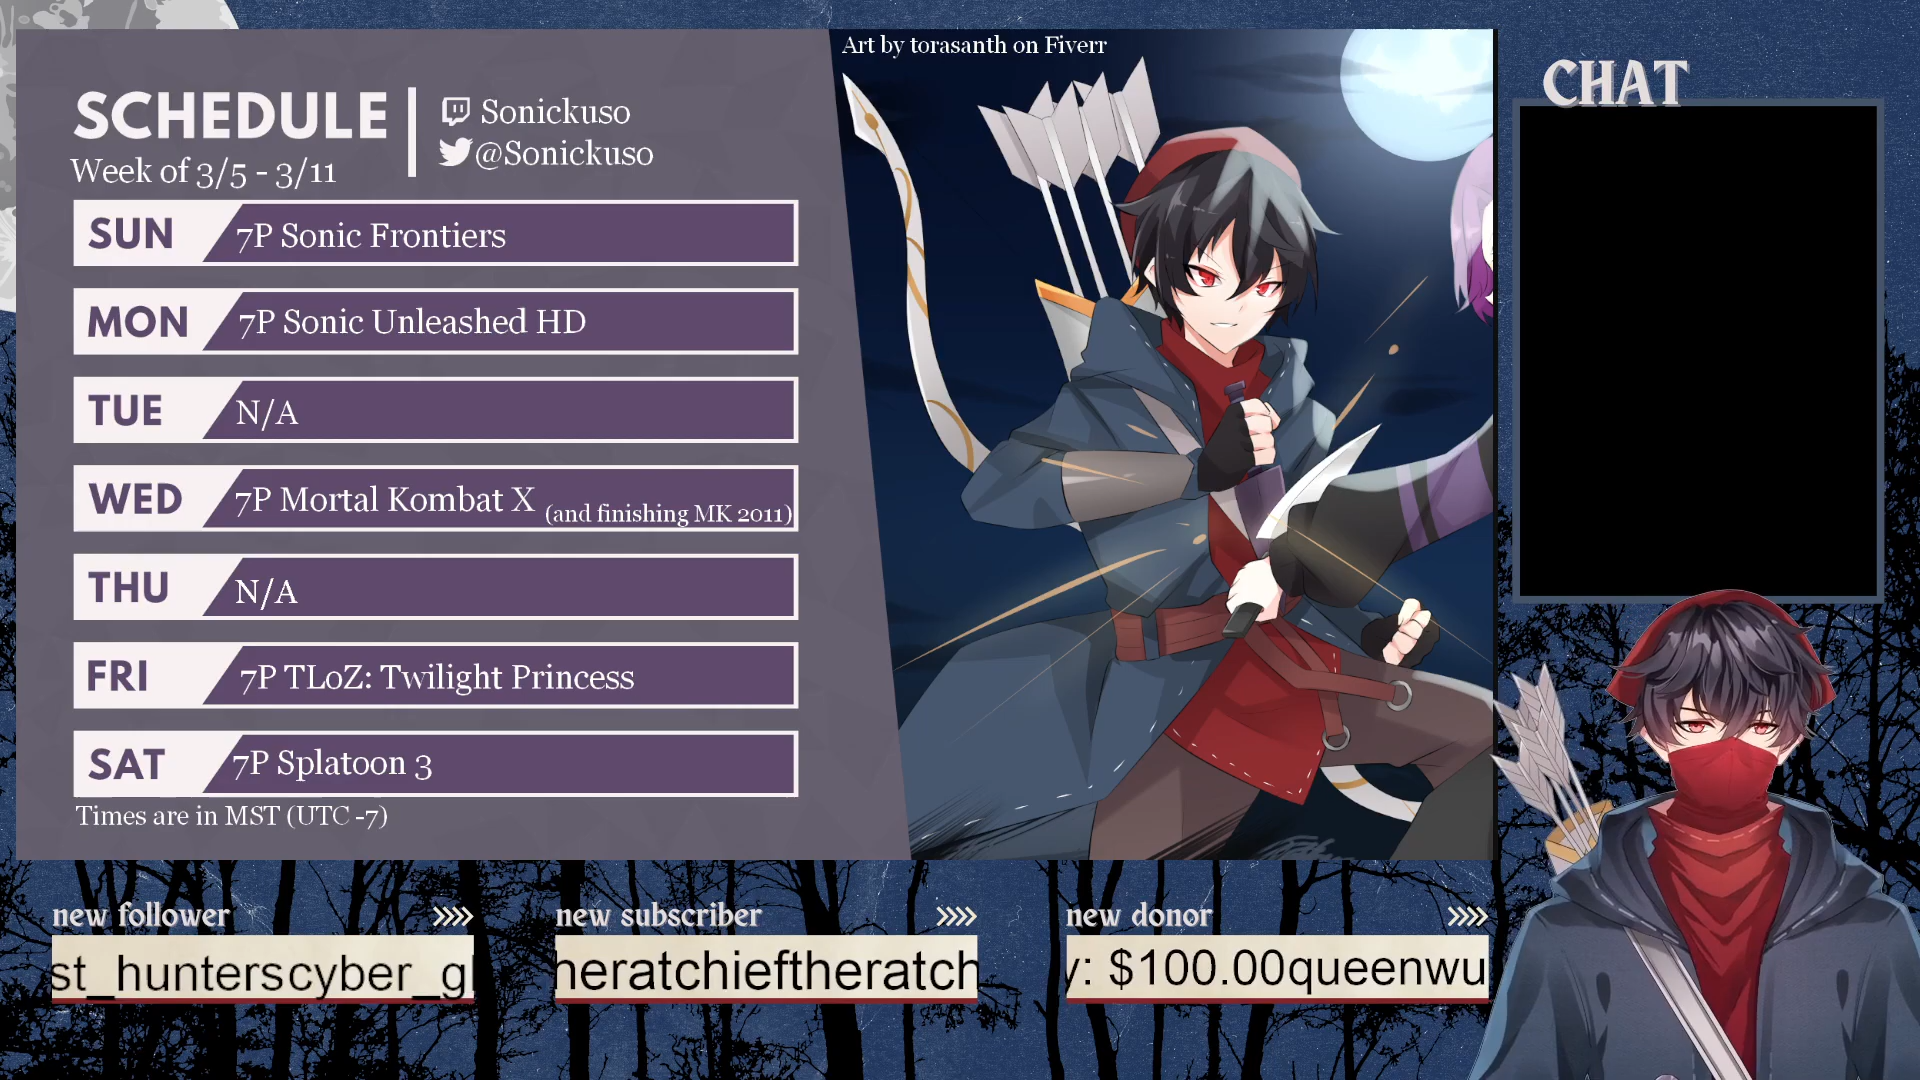 Art by torasanth on Fiverr
CHAT
SCHEDULE
Week of 3/5 - 3/11
Sonickuso
@Sonickuso
SUN 7P Sonic Frontiers
MON 7P Sonic Unleashed HD
TUE N/A
WED 7P Mortal Kombat X (and finishing MK 2011)
THU N/A
FRI 7P TLoZ: Twilight Princess
SAT 7P Splatoon 3
Times are in MST (UTC -7)
new follower >>>>
st_hunterscyber_g
new subscriber >>>>
heratchieftheratch
new donor >>>>
y: $100.00queenwu